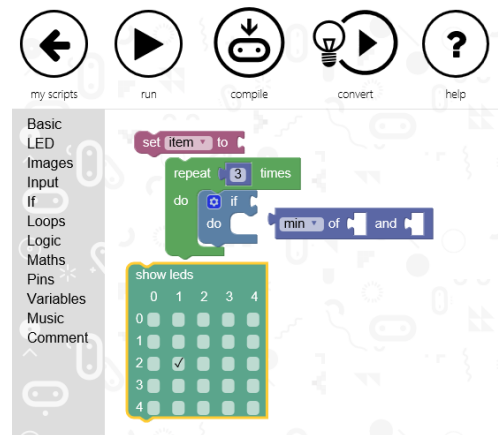 my scripts run compile convert help
Basic
LED
Images
Input
If
Loops
Logic
Maths
Pins
Variables
Music
Comment
set item to
repeat 3 times
do if
do
min of and
show leds
0 1 2 3 4
0
1
2
3
4